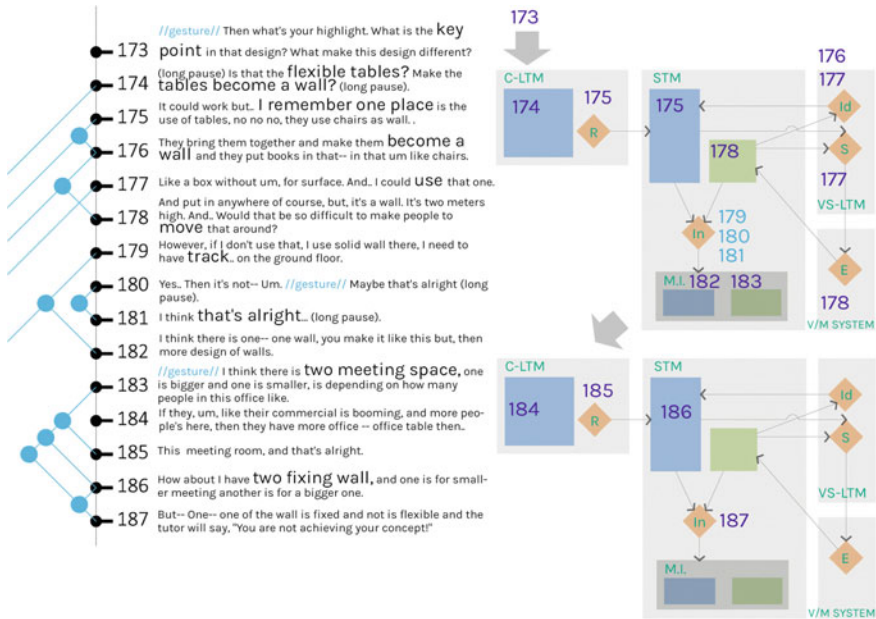 //gesture// Then what's your highlight. What is the key
173 point in that design? What make this design different?
174 (long pause) Is that the flexible tables? Make the
tables become a wall? (long pause).
175 It could work but.. I remember one place is the
use of tables, no no no, they use chairs as wall. .
176 They bring them together and make them become a
wall and they put books in that-- in that um like chairs.
177 Like a box without um, for surface. And.. I could use that one.
178 And put in anywhere of course, but, it's a wall. It's two meters
high. And.. Would that be so difficult to make people to
move that around?
179 However, if I don't use that, I use solid wall there, I need to
have track.. on the ground floor.
180 Yes.. Then it's not-- Um. //gesture// Maybe that's alright (long
pause).
181 I think that's alright... (long pause).
182 I think there is one-- one wall, you make it like this but, then
more design of walls.
183 //gesture// I think there is two meeting space, one
is bigger and one is smaller, is depending on how many
people in this office like.
184 If they, um, like their commercial is booming, and more peo-
ple's here, then they have more office -- office table then..
185 This meeting room, and that's alright.
186 How about I have two fixing wall, and one is for small-
er meeting another is for a bigger one.
187 But-- One-- one of the wall is fixed and not is flexible and the
tutor will say, "You are not achieving your concept!"
173
C-LTM
174
175
R
STM
175
178
176
177
Id
S
177
VS-LTM
In
179
180
181
M.I.
182
183
E
178
V/M SYSTEM
C-LTM
184
185
R
STM
186
Id
S
VS-LTM
In
187
M.I.
E
V/M SYSTEM